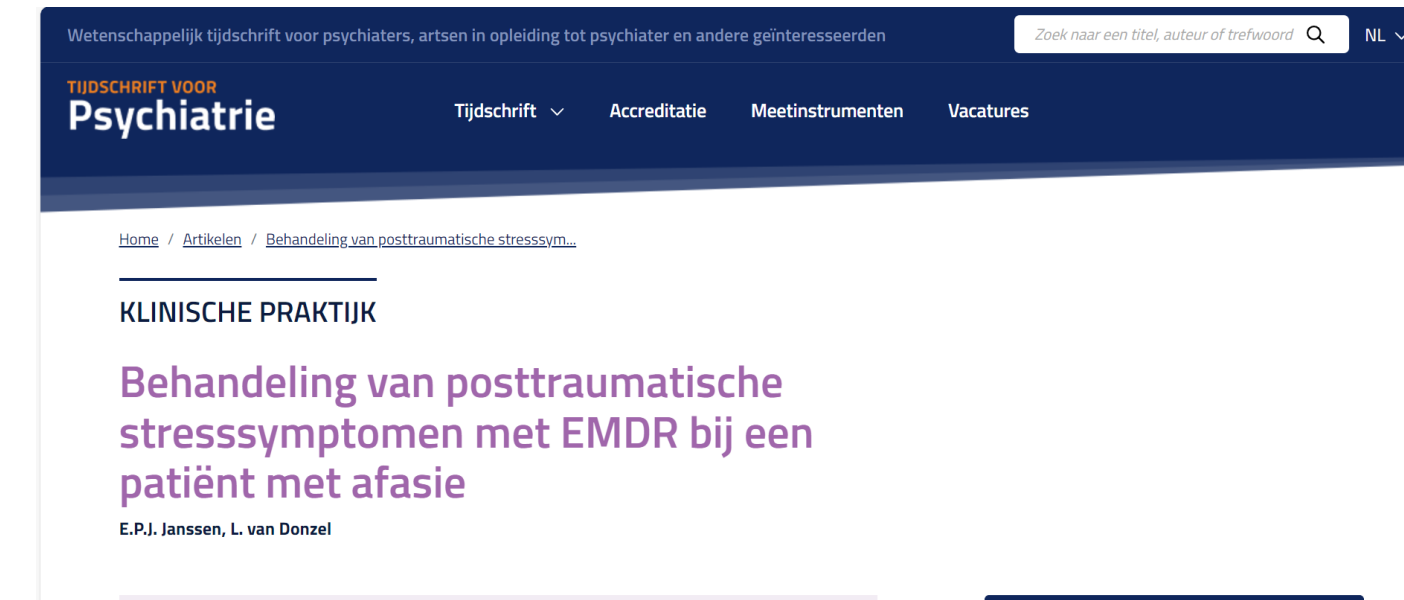 Wetenschappelijk tijdschrift voor psychiaters, artsen in opleiding tot psychiater en andere geïnteresseerden
Zoek naar een titel, auteur of trefwoord
NL
TIJDSCHRIFT VOOR
Psychiatrie
Tijdschrift
Accreditatie
Meetinstrumenten
Vacatures
Home / Artikelen / Behandeling van posttraumatische stresssym...
KLINISCHE PRAKTIJK
Behandeling van posttraumatische
stresssymptomen met EMDR bij een
patiënt met afasie
E.P.J. Janssen, L. van Donzel